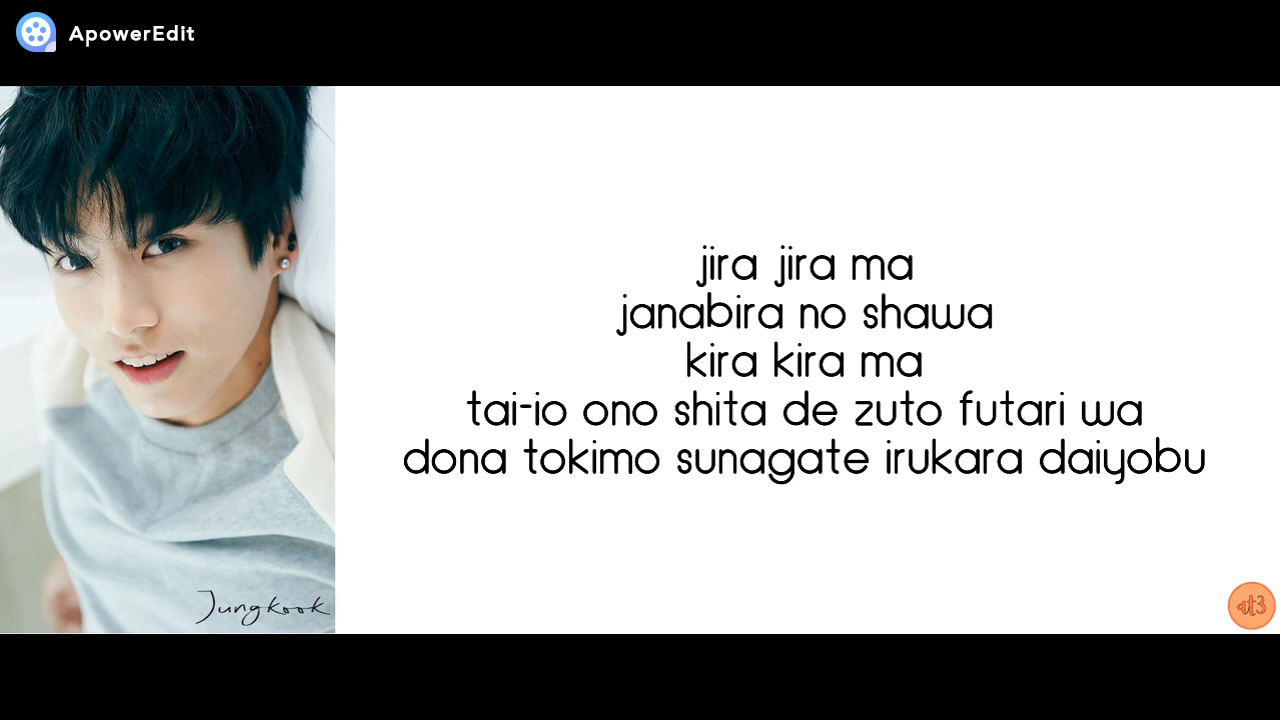 ApowerEdit
jira jira ma
janabira no shawa
kira kira ma
tai-io ono shita de zuto futari wa
dona tokimo sunagate irukara daiyobu
Jungkook
at3